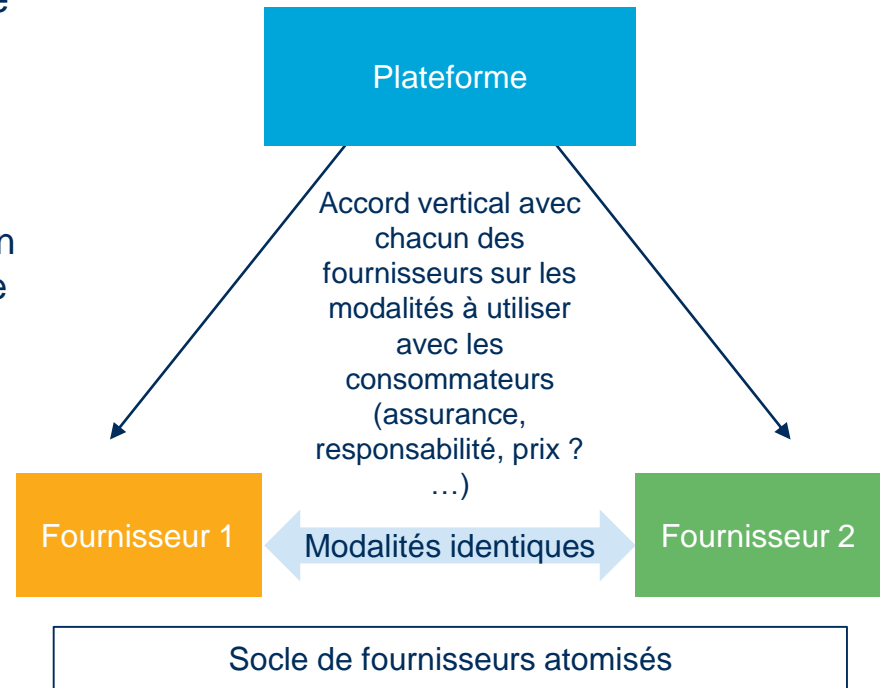 Plateforme
Accord vertical avec
chacun des
fournisseurs sur les
modalités à utiliser
avec les
consommateurs
(assurance,
responsabilité, prix ?
…)
Fournisseur 1
Modalités identiques
Fournisseur 2
Socle de fournisseurs atomisés